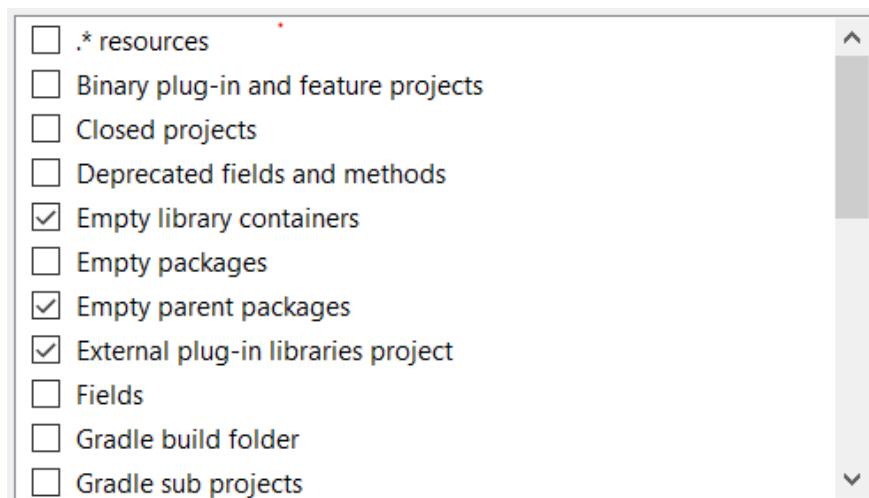 .* resources
Binary plug-in and feature projects
Closed projects
Deprecated fields and methods
Empty library containers
Empty packages
Empty parent packages
External plug-in libraries project
Fields
Gradle build folder
Gradle sub projects